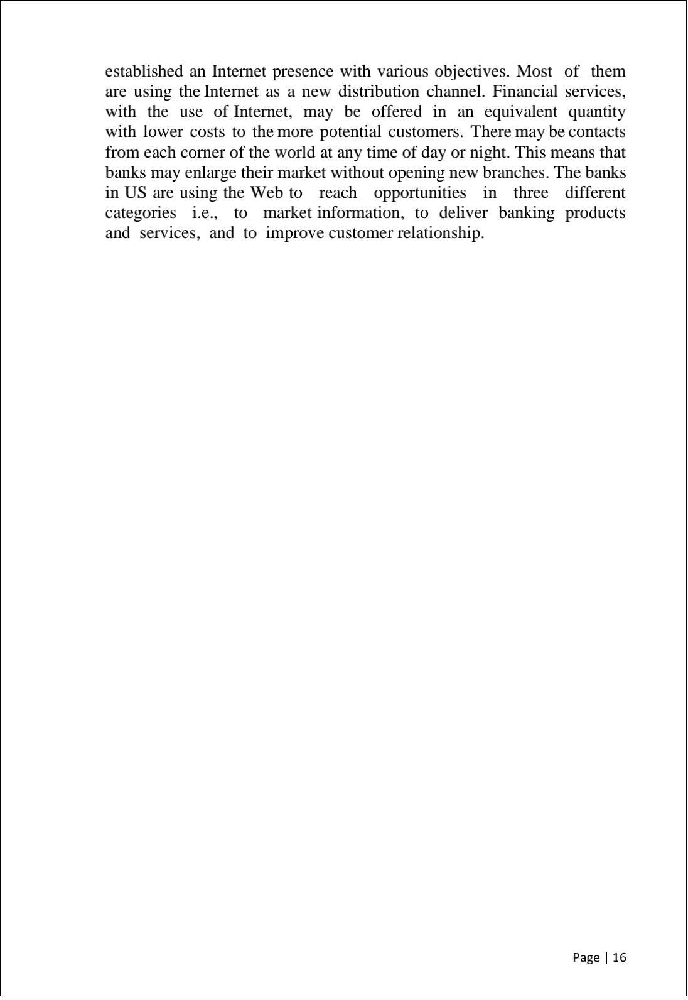 established an Internet presence with various objectives. Most of them
are using the Internet as a new distribution channel. Financial services,
with the use of Internet, may be offered in an equivalent quantity
with lower costs to the more potential customers. There may be contacts
from each corner of the world at any time of day or night. This means that
banks may enlarge their market without opening new branches. The banks
in US are using the Web to reach opportunities in three different
categories i.e., to market information, to deliver banking products
and services, and to improve customer relationship.
Page | 16